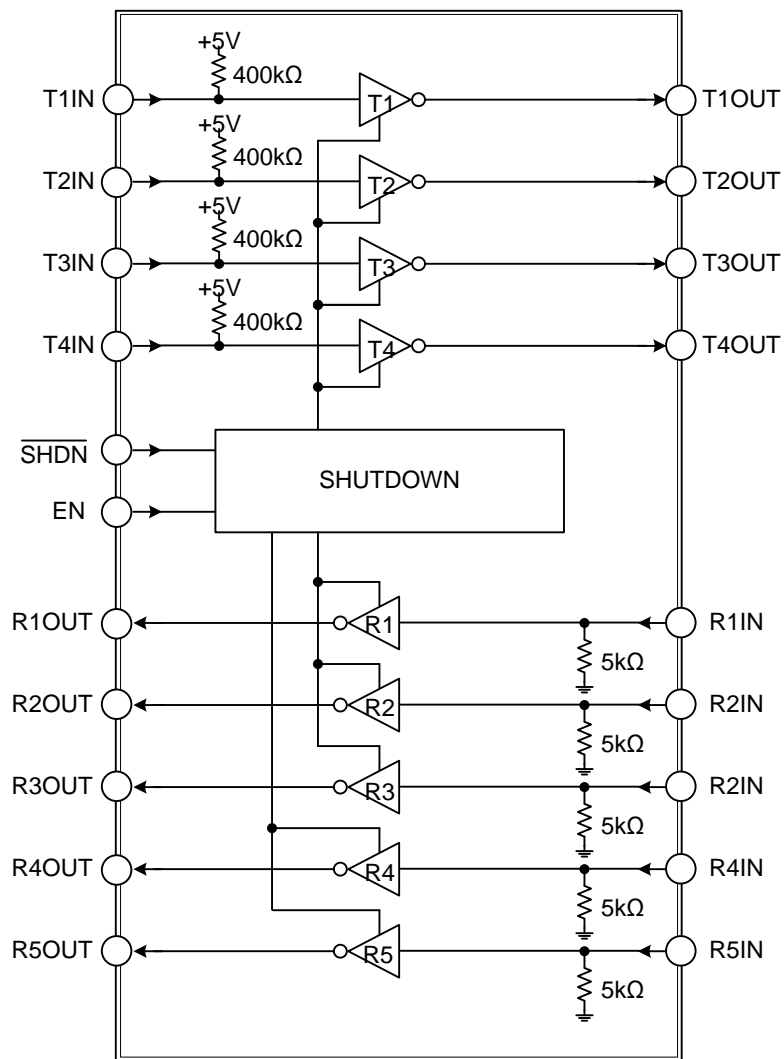 +5V
400kΩ
T1IN
T1
T1OUT
+5V
400kΩ
T2IN
T2
T2OUT
+5V
400kΩ
T3IN
T3
T3OUT
+5V
400kΩ
T4IN
T4
T4OUT
SHDN
SHUTDOWN
EN
R1OUT
R1
R1IN
5kΩ
R2OUT
R2
R2IN
5kΩ
R3OUT
R3
R2IN
5kΩ
R4OUT
R4
R4IN
5kΩ
R5OUT
R5
R5IN
5kΩ